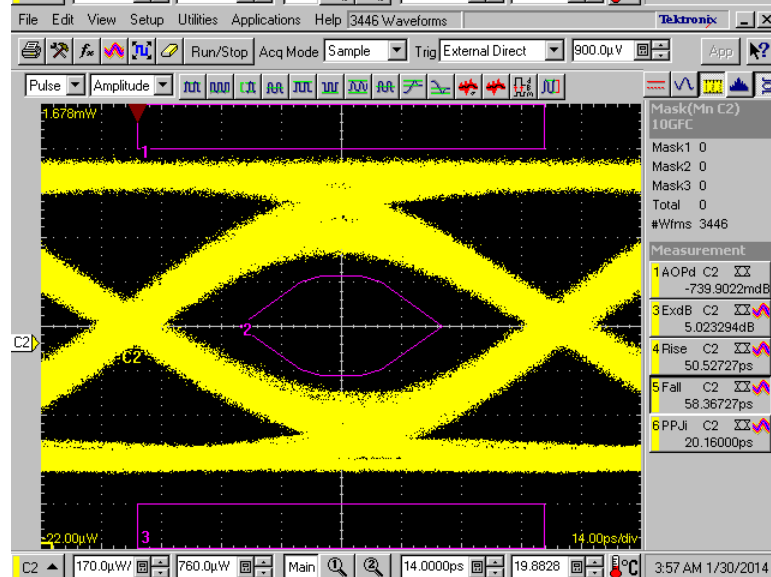 File Edit View Setup Utilities Applications Help 3446 Waveforms Tektronix
Run/Stop Acq Mode Sample Trig External Direct 900.0µV App
Pulse Amplitude
1.678mW
1
2
C2
C2
3
-22.00µW
14.00ps/div
Mask(Mn C2)
10GFC
Mask1 0
Mask2 0
Mask3 0
Total 0
#Wfms 3446
Measurement
1 AOPd C2
-739.9022mdB
3 ExdB C2
5.023294dB
4 Rise C2
50.52727ps
5 Fall C2
58.36727ps
6 PPJi C2
20.16000ps
C2 170.0µW/ 760.0µW Main 1 2 14.0000ps 19.8828 °C 3:57 AM 1/30/2014